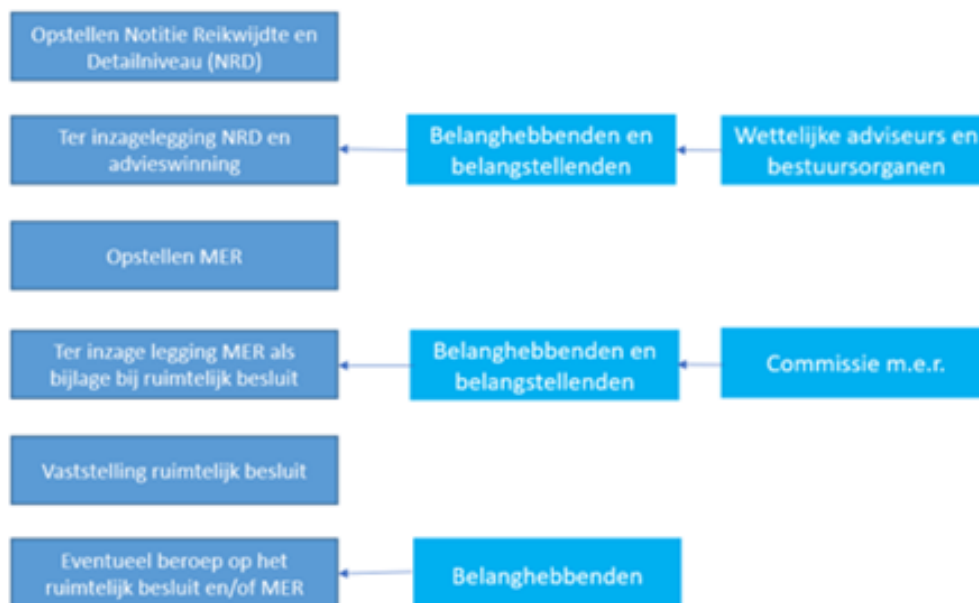 Opstellen Notitie Reikwijdte en
Detailniveau (NRD)
Ter inzagelegging NRD en
advieswinning
Belanghebbenden en
belangstellenden
Wettelijke adviseurs en
bestuursorganen
Opstellen MER
Ter inzage legging MER als
bijlage bij ruimtelijk besluit
Belanghebbenden en
belangstellenden
Commissie m.e.r.
Vaststelling ruimtelijk besluit
Eventueel beroep op het
ruimtelijk besluit en/of MER
Belanghebbenden